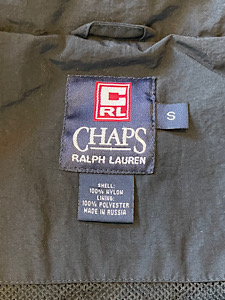 C
RL
CHAPS
RALPH LAUREN
S
SHELL:
100% NYLON
LINING:
100% POLYESTER
MADE IN RUSSIA